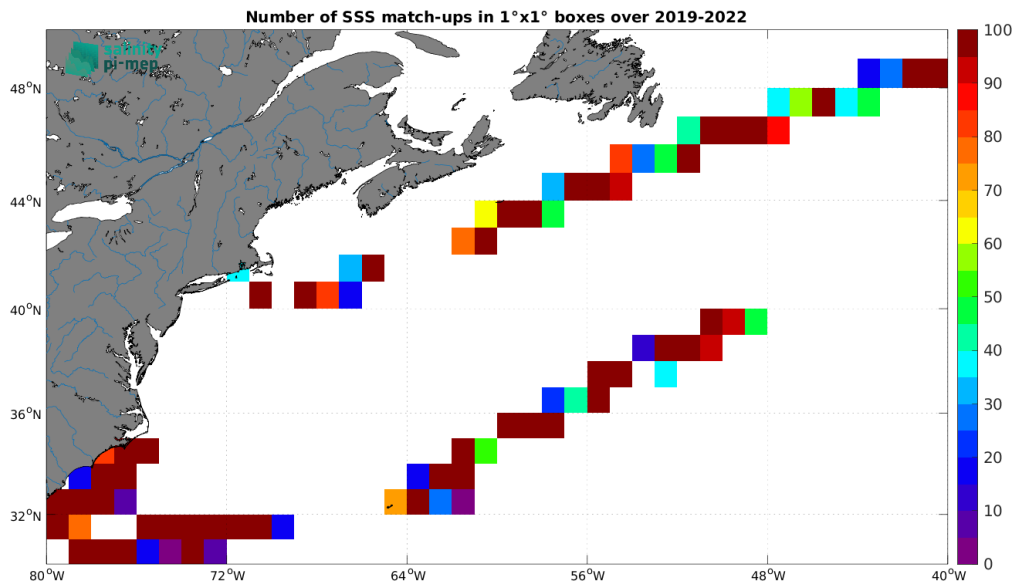 Number of SSS match-ups in 1°x1° boxes over 2019-2022
salinity
pi-mep
48°N
44°N
40°N
36°N
32°N
80°W
72°W
64°W
56°W
48°W
40°W
100
90
80
70
60
50
40
30
20
10
0